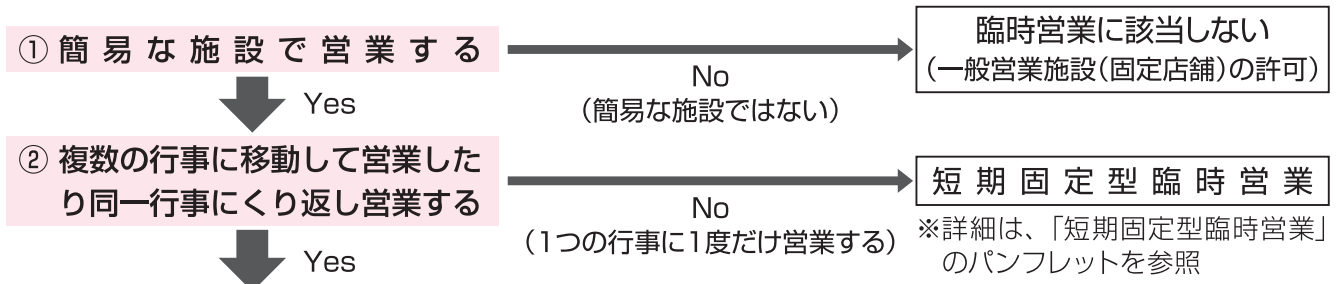 ① 簡易な施設で営業する
No
（簡易な施設ではない）
臨時営業に該当しない
（一般営業施設（固定店舗）の許可）
Yes
② 複数の行事に移動して営業した
り同一行事にくり返し営業する
No
（1つの行事に1度だけ営業する）
短期固定型臨時営業
※詳細は、「短期固定型臨時営業」
のパンフレットを参照
Yes